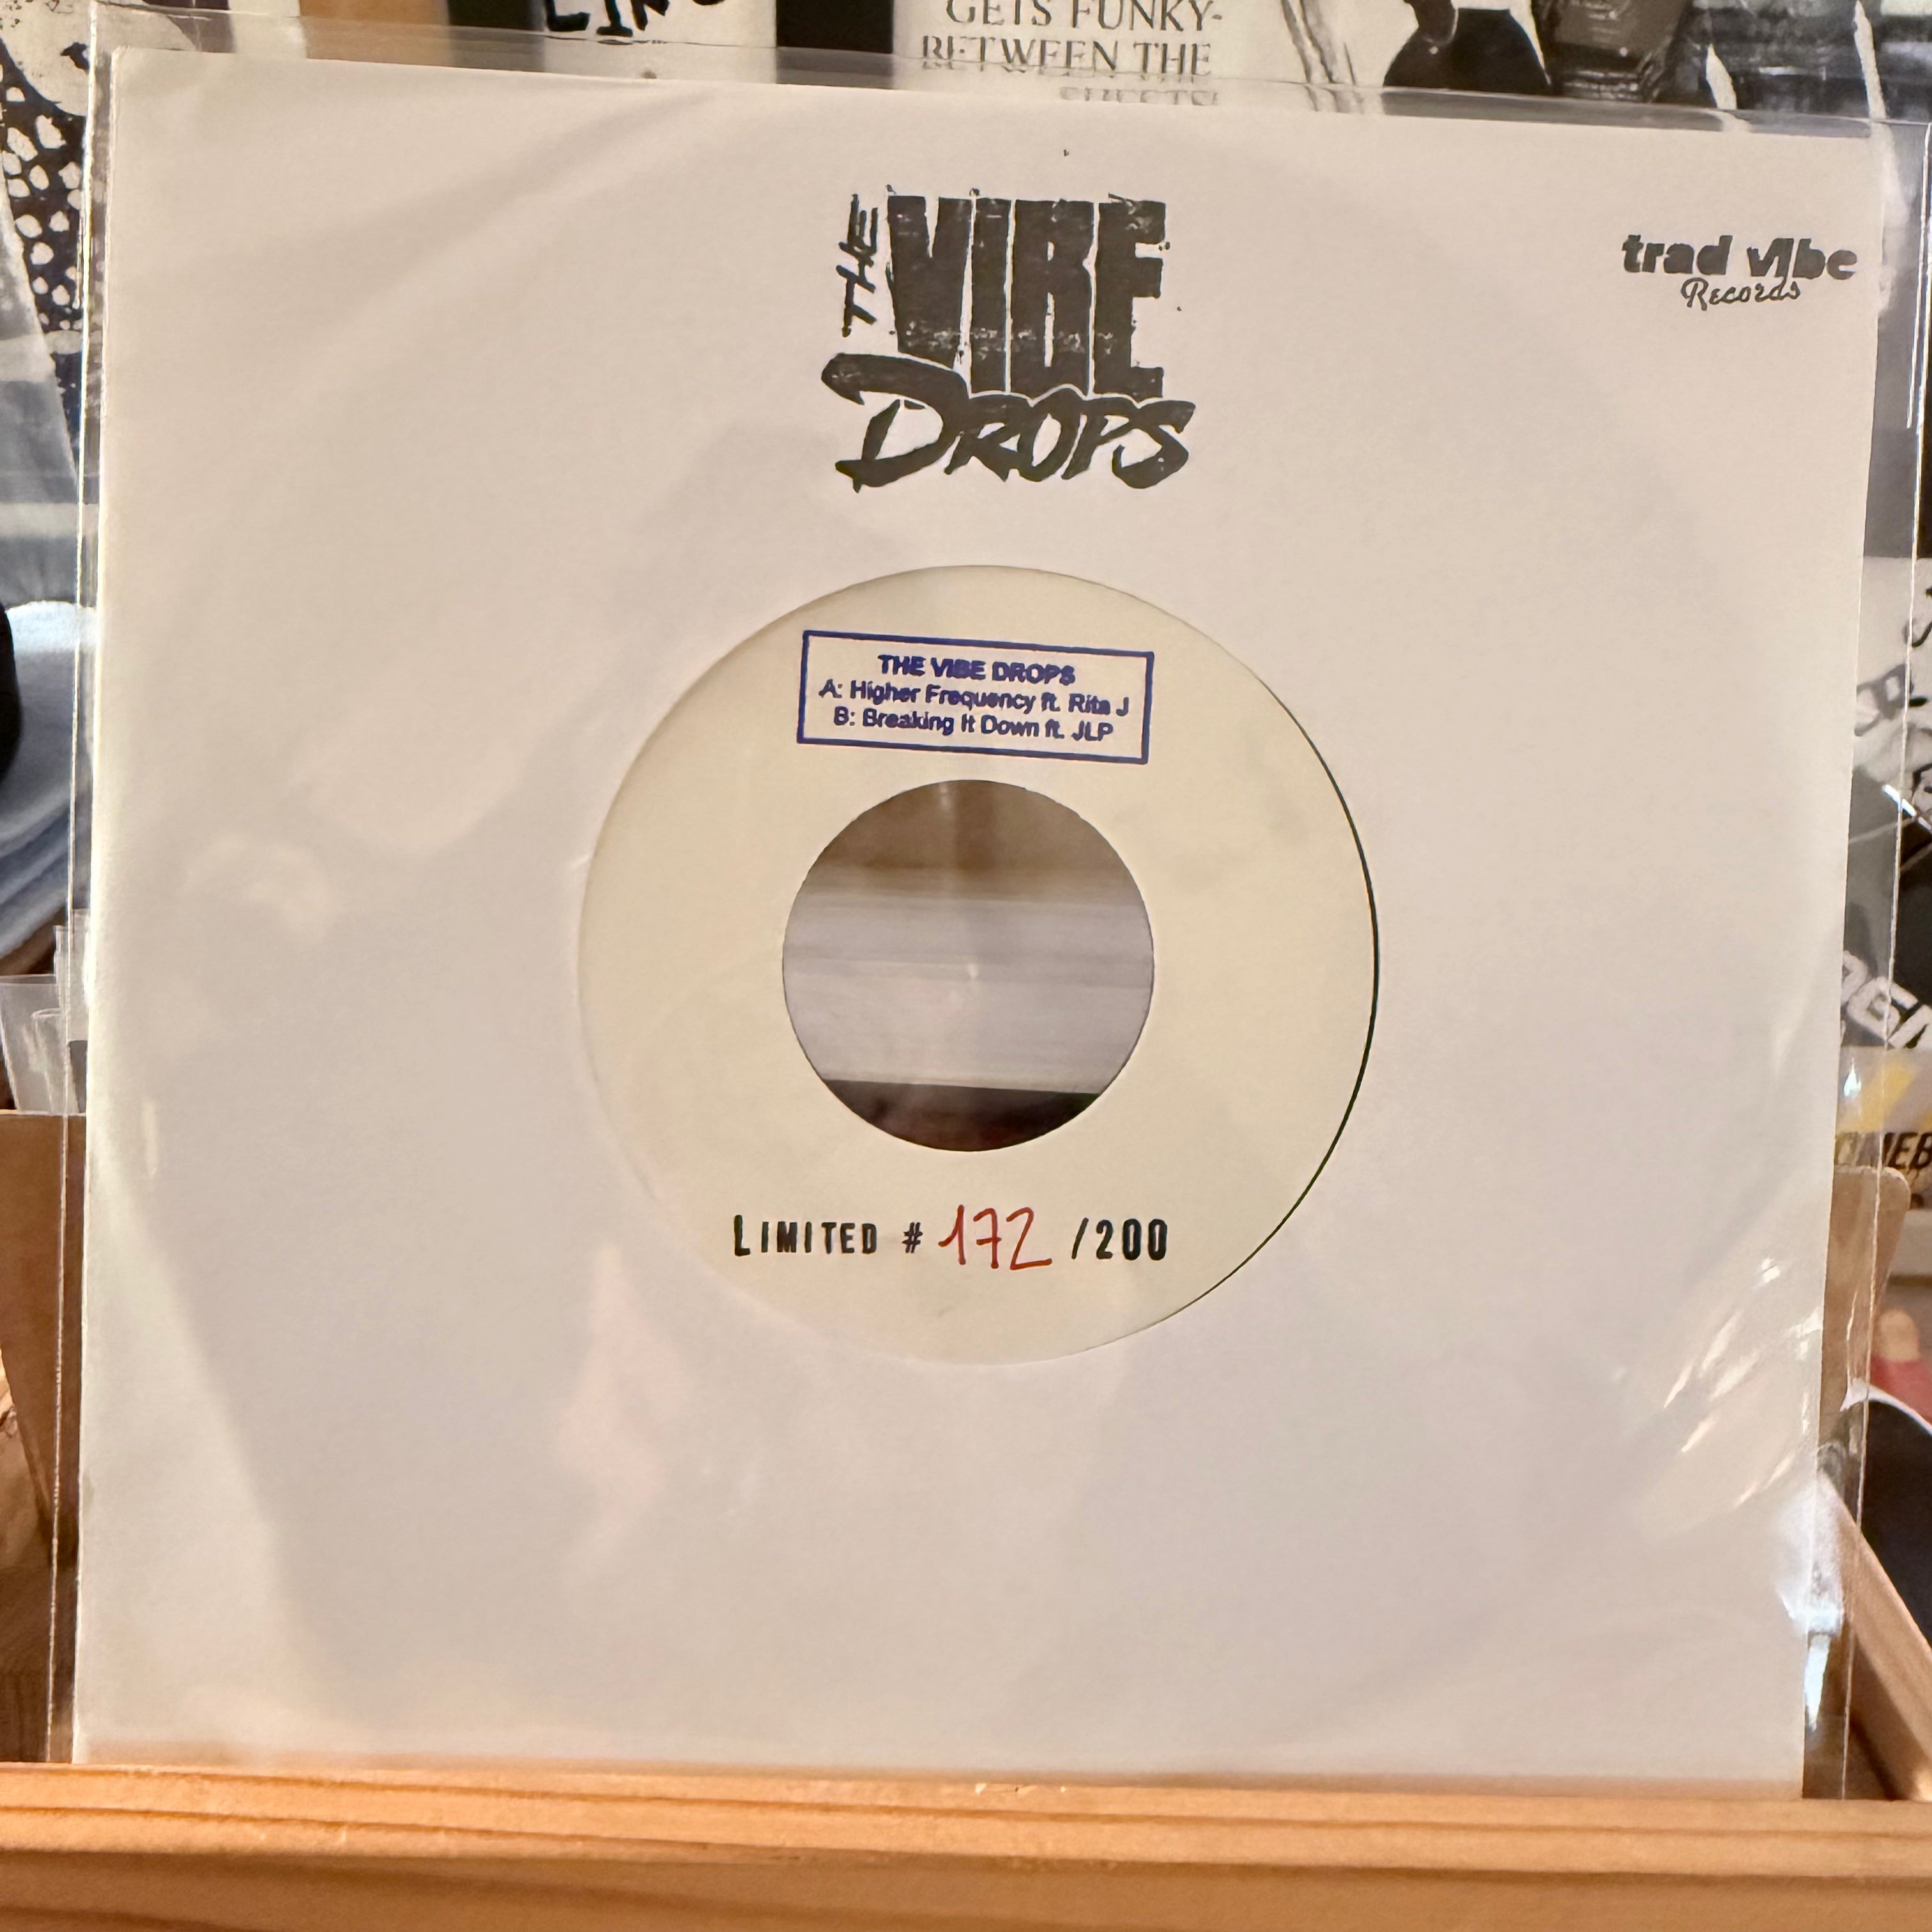 GETS FUNKY-
BETWEEN THE
SHEETS!
THE VIBE
DROPS
trad vibe
Records
THE VIBE DROPS
A: Higher Frequency ft. Rita J
B: Breaking It Down ft. JLP
LIMITED # 172 /200